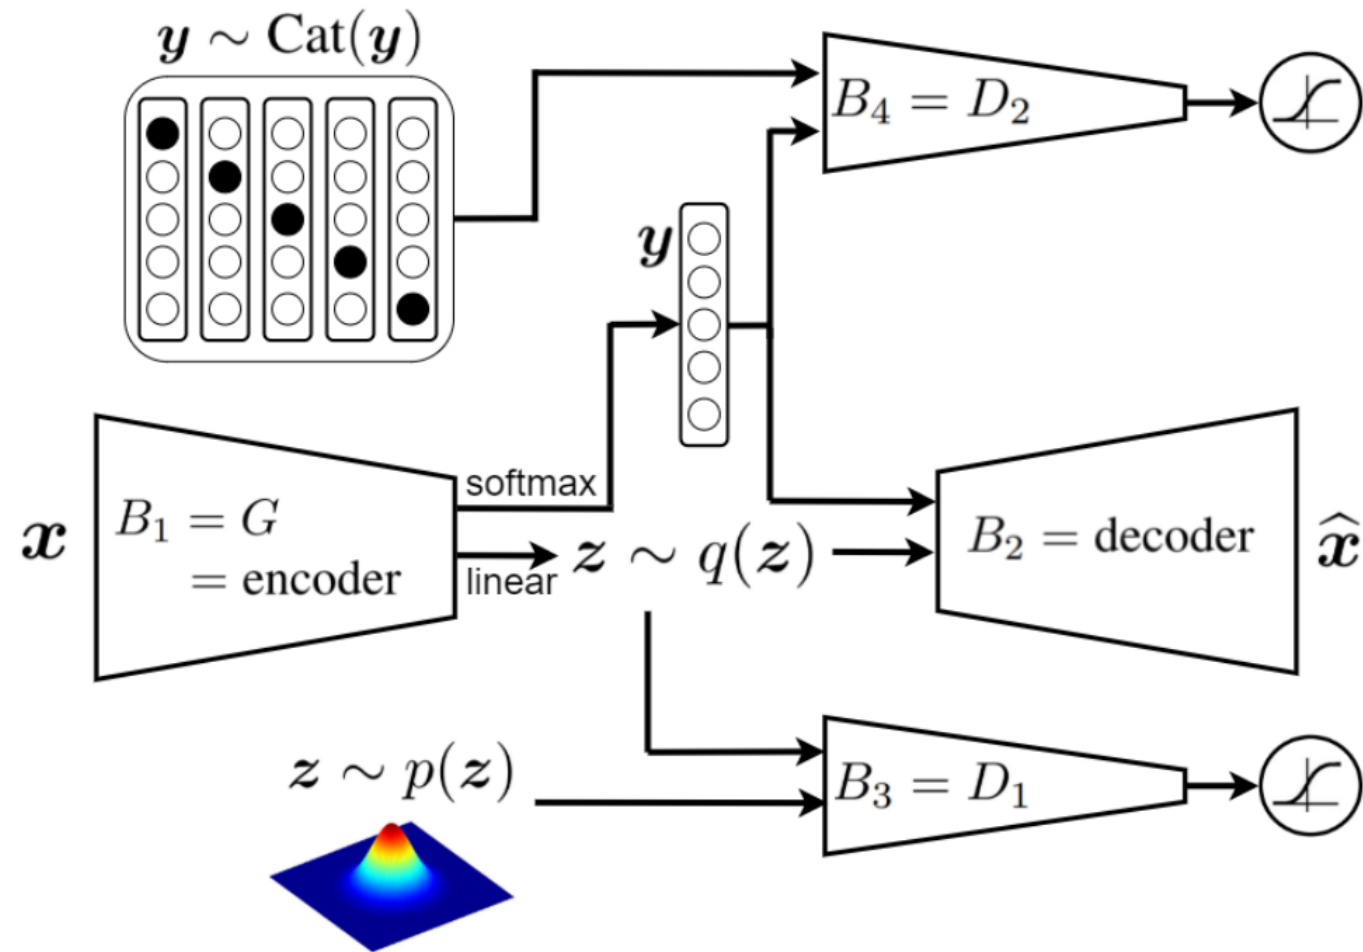 y ~ Cat(y)
B₄ = D₂
y
softmax
x
B₁ = G
= encoder
linear
z ~ q(z)
B₂ = decoder
x̂
z ~ p(z)
B₃ = D₁